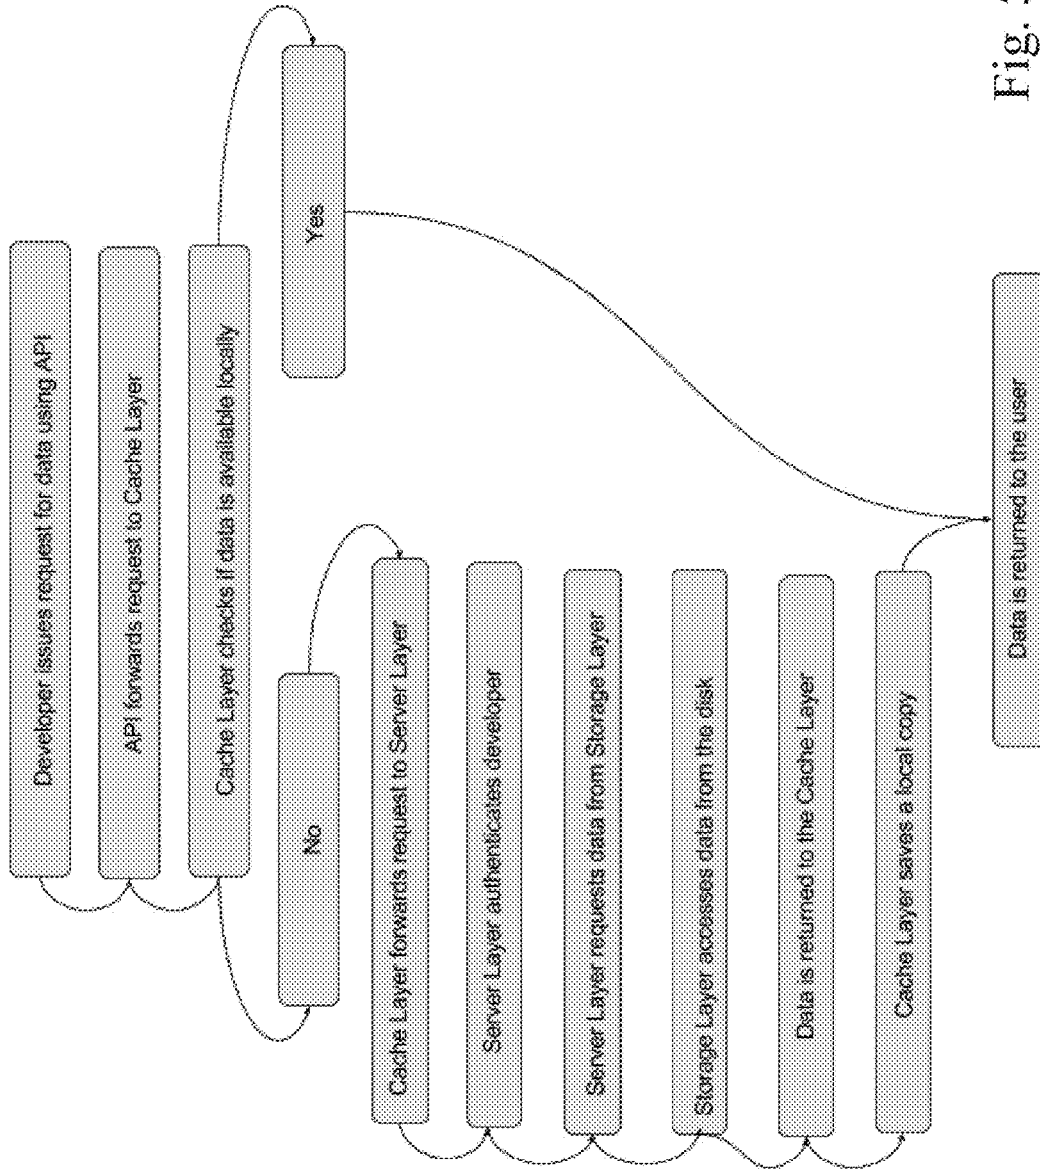 Developer issues request for data using API
API forwards request to Cache Layer
Cache Layer checks if data is available locally
No
Yes
Cache Layer forwards request to Server Layer
Server Layer authenticates developer
Server Layer requests data from Storage Layer
Storage Layer accesses data from the disk
Data is returned to the Cache Layer
Cache Layer saves a local copy
Data is returned to the user
Fig.